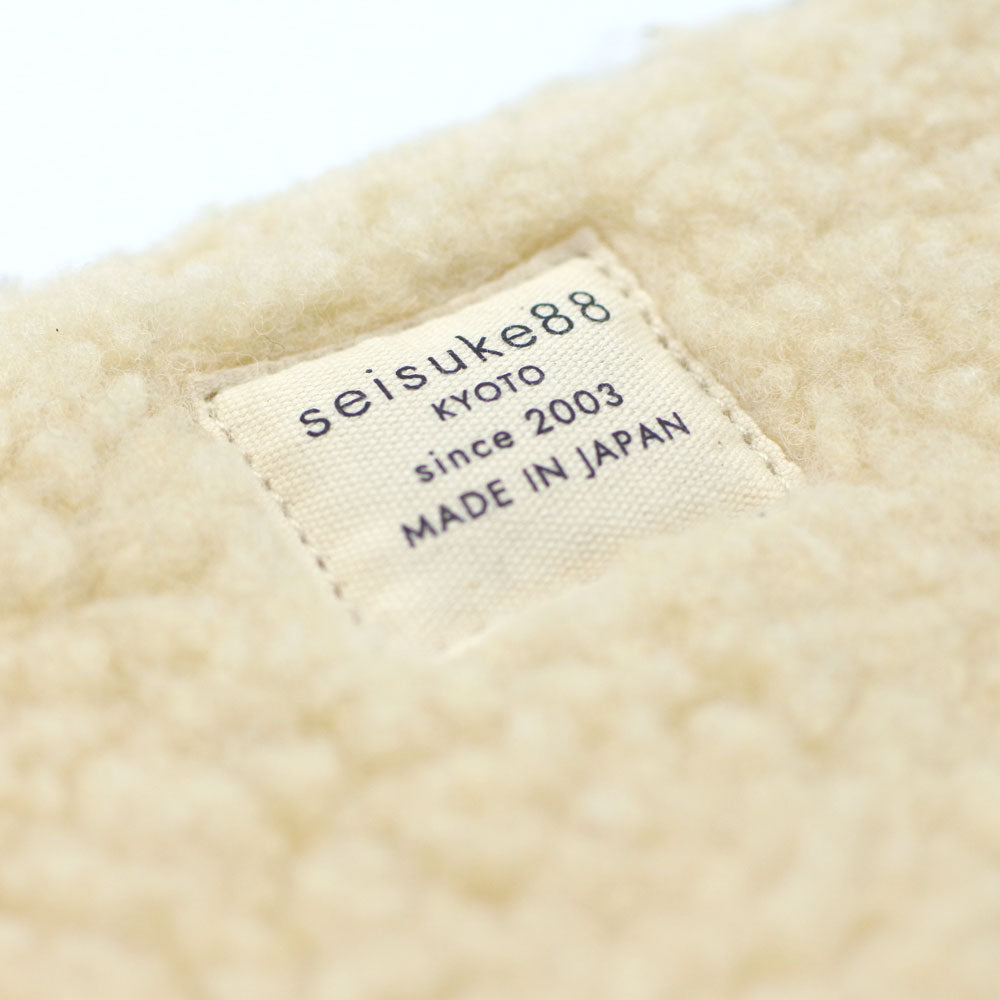 seisuke88
KYOTO
since 2003
MADE IN JAPAN